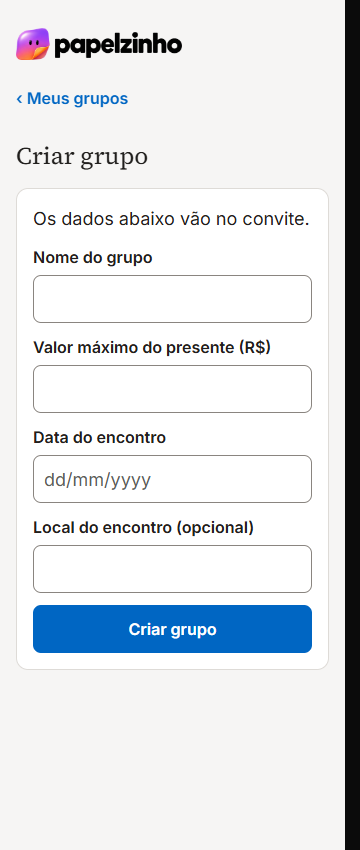 papelzinho
‹ Meus grupos
Criar grupo
Os dados abaixo vão no convite.
Nome do grupo
Valor máximo do presente (R$)
Data do encontro
dd/mm/yyyy
Local do encontro (opcional)
Criar grupo